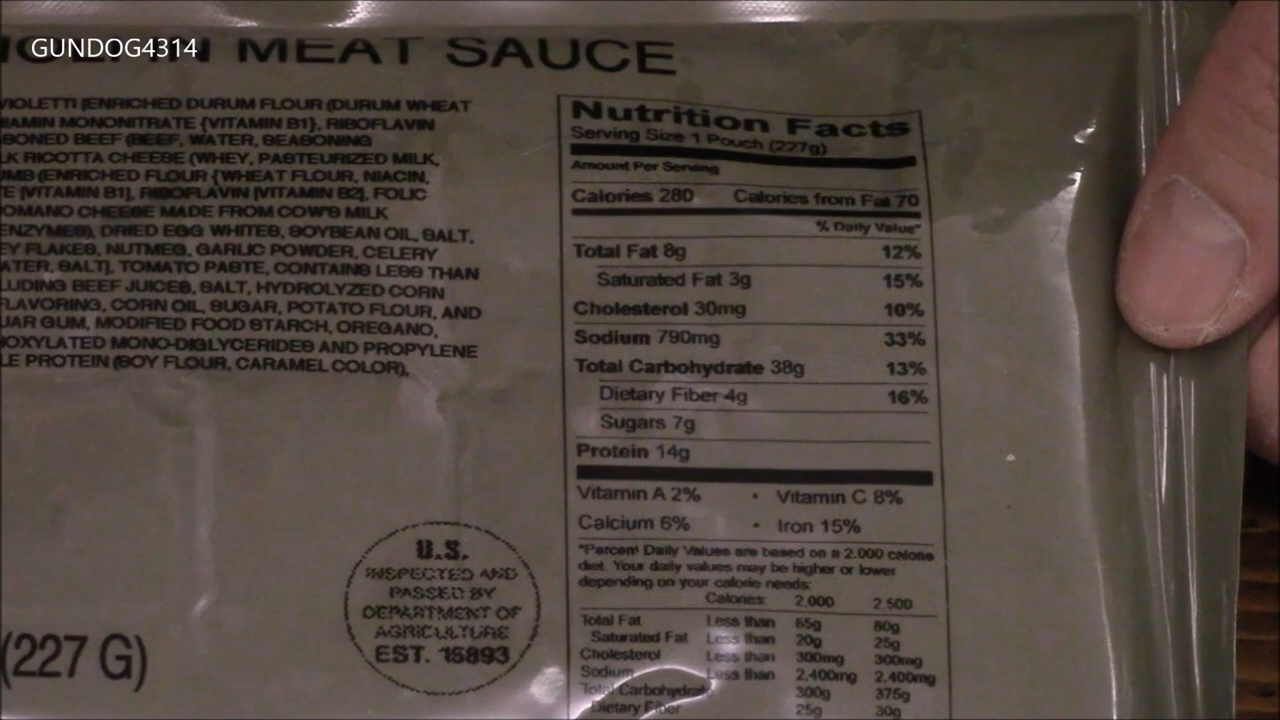 GUNDOG4314
MEAT SAUCE
VIOLETTI [ENRICHED DURUM FLOUR (DURUM WHEAT
IAMIN MONONITRATE {VITAMIN B1}, RIBOFLAVIN
SONED BEEF (BEEF, WATER, SEASONING
LK RICOTTA CHEESE (WHEY, PASTEURIZED MILK,
UMB (ENRICHED FLOUR {WHEAT FLOUR, NIACIN,
TE [VITAMIN B1], RIBOFLAVIN [VITAMIN B2], FOLIC
OMANO CHEESE MADE FROM COW'S MILK
ENZYMES), DRIED EGG WHITES, SOYBEAN OIL, SALT,
EY FLAKES, NUTMEG, GARLIC POWDER, CELERY
ATER, SALT], TOMATO PASTE, CONTAINS LESS THAN
LUDING BEEF JUICES, SALT, HYDROLYZED CORN
FLAVORING, CORN OIL, SUGAR, POTATO FLOUR, AND
UAR GUM, MODIFIED FOOD STARCH, OREGANO,
HOXYLATED MONO-DIGLYCERIDES AND PROPYLENE
LE PROTEIN (SOY FLOUR, CARAMEL COLOR),
(227 G)
U.S.
INSPECTED AND
PASSED BY
DEPARTMENT OF
AGRICULTURE
EST. 15893
Nutrition Facts
Serving Size 1 Pouch (227g)
Amount Per Serving
Calories 280 Calories from Fat 70
% Daily Value*
Total Fat 8g 12%
Saturated Fat 3g 15%
Cholesterol 30mg 10%
Sodium 790mg 33%
Total Carbohydrate 38g 13%
Dietary Fiber 4g 16%
Sugars 7g
Protein 14g
Vitamin A 2% • Vitamin C 8%
Calcium 6% • Iron 15%
*Percent Daily Values are based on a 2,000 calorie
diet. Your daily values may be higher or lower
depending on your calorie needs:
Calories: 2,000 2,500
Total Fat Less than 65g 80g
Saturated Fat Less than 20g 25g
Cholesterol Less than 300mg 300mg
Sodium Less than 2,400mg 2,400mg
Total Carbohydrate 300g 375g
Dietary Fiber 25g 30g